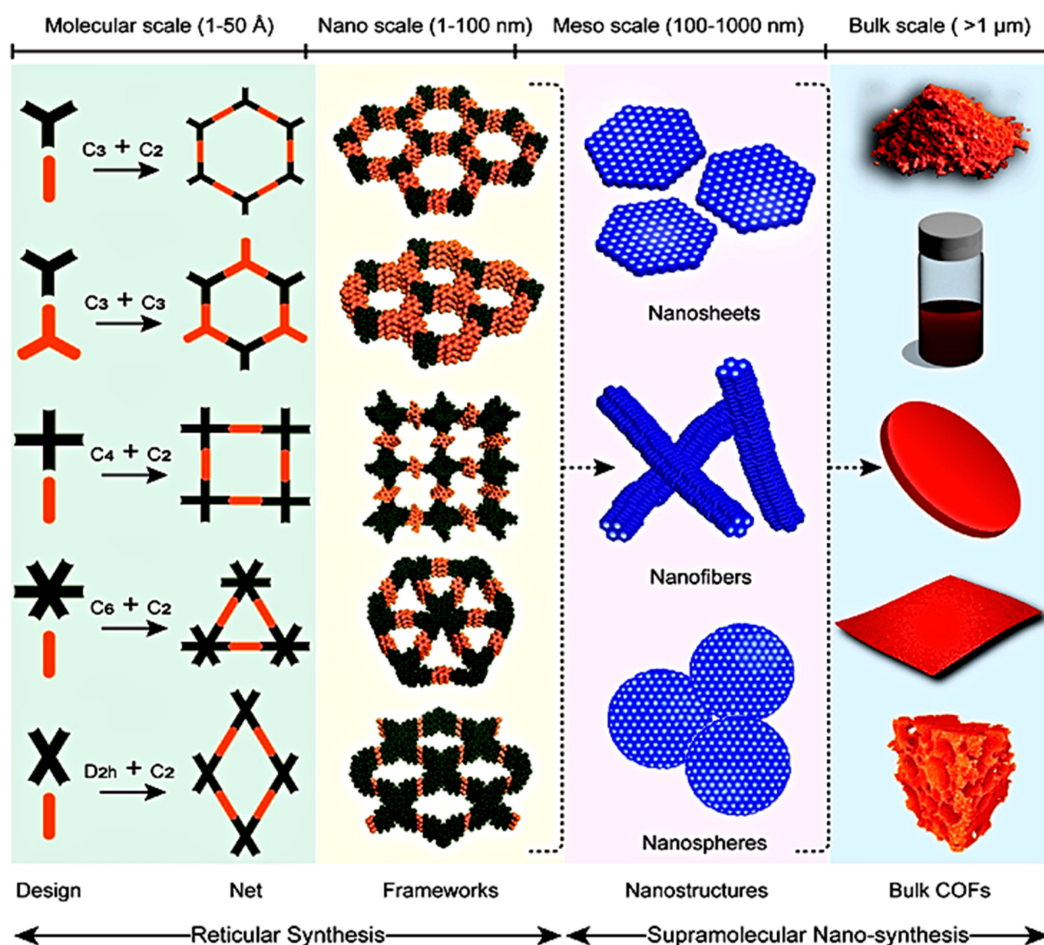 Molecular scale (1-50 Å)
Nano scale (1-100 nm)
Meso scale (100-1000 nm)
Bulk scale ( >1 μm)
C3 + C2
C3 + C3
C4 + C2
C6 + C2
D2h + C2
Nanosheets
Nanofibers
Nanospheres
Design
Net
Frameworks
Nanostructures
Bulk COFs
Reticular Synthesis
Supramolecular Nano-synthesis